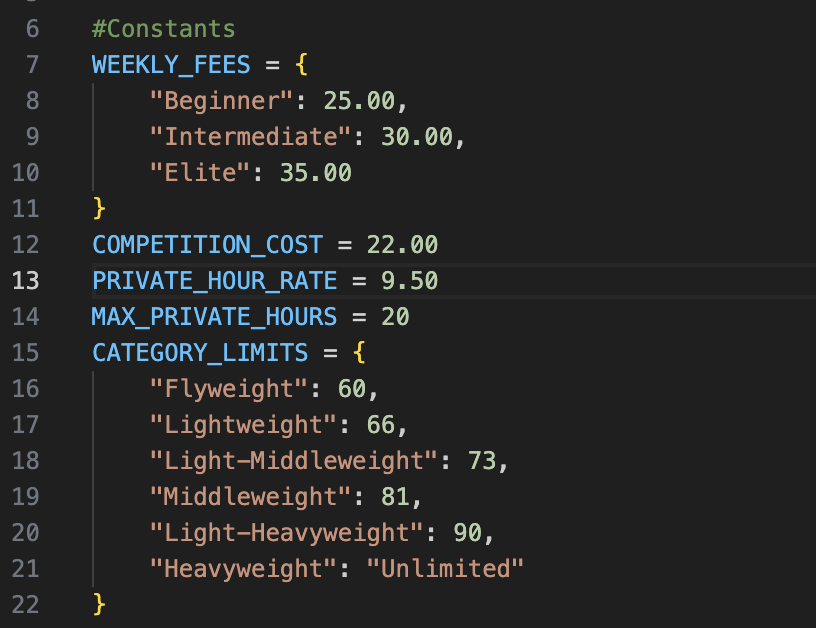 6 #Constants
7 WEEKLY_FEES = {
8     "Beginner": 25.00,
9     "Intermediate": 30.00,
10     "Elite": 35.00
11 }
12 COMPETITION_COST = 22.00
13 PRIVATE_HOUR_RATE = 9.50
14 MAX_PRIVATE_HOURS = 20
15 CATEGORY_LIMITS = {
16     "Flyweight": 60,
17     "Lightweight": 66,
18     "Light-Middleweight": 73,
19     "Middleweight": 81,
20     "Light-Heavyweight": 90,
21     "Heavyweight": "Unlimited"
22 }